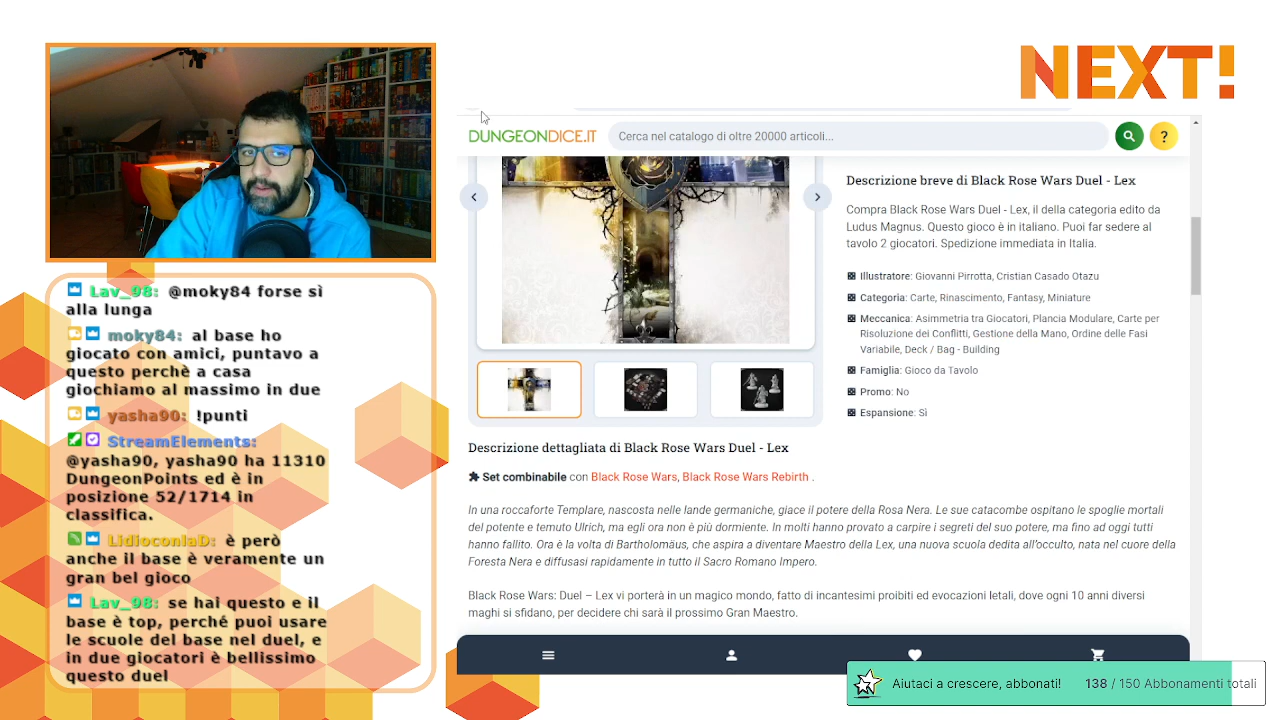 NEXT!
DUNGEONDICE.IT
Cerca nel catalogo di oltre 20000 articoli...
?
Descrizione breve di Black Rose Wars Duel - Lex
Compra Black Rose Wars Duel - Lex, il della categoria edito da
Ludus Magnus. Questo gioco è in italiano. Puoi far sedere al
tavolo 2 giocatori. Spedizione immediata in Italia.
Illustratore: Giovanni Pirrotta, Cristian Casado Otazu
Categoria: Carte, Rinascimento, Fantasy, Miniature
Meccanica: Asimmetria tra Giocatori, Plancia Modulare, Carte per
Risoluzione dei Conflitti, Gestione della Mano, Ordine delle Fasi
Variabile, Deck / Bag - Building
Famiglia: Gioco da Tavolo
Promo: No
Espansione: Sì
Descrizione dettagliata di Black Rose Wars Duel - Lex
Set combinabile con Black Rose Wars, Black Rose Wars Rebirth .
In una roccaforte Templare, nascosta nelle lande germaniche, giace il potere della Rosa Nera. Le sue catacombe ospitano le spoglie mortali
del potente e temuto Ulrich, ma egli ora non è più dormiente. In molti hanno provato a carpire i segreti del suo potere, ma fino ad oggi tutti
hanno fallito. Ora è la volta di Bartholomäus, che aspira a diventare Maestro della Lex, una nuova scuola dedita all'occulto, nata nel cuore della
Foresta Nera e diffusasi rapidamente in tutto il Sacro Romano Impero.
Black Rose Wars: Duel – Lex vi porterà in un magico mondo, fatto di incantesimi proibiti ed evocazioni letali, dove ogni 10 anni diversi
maghi si sfidano, per decidere chi sarà il prossimo Gran Maestro.
Lav_98: @moky84 forse sì
alla lunga
moky84: al base ho
giocato con amici, puntavo a
questo perchè a casa
giochiamo al massimo in due
yasha90: !punti
StreamElements:
@yasha90, yasha90 ha 11310
DungeonPoints ed è in
posizione 52/1714 in
classifica.
LidioconlaD: è però
anche il base è veramente un
gran bel gioco
Lav_98: se hai questo e il
base è top, perché puoi usare
le scuole del base nel duel, e
in due giocatori è bellissimo
questo duel
Aiutaci a crescere, abbonati! 138 / 150 Abbonamenti totali